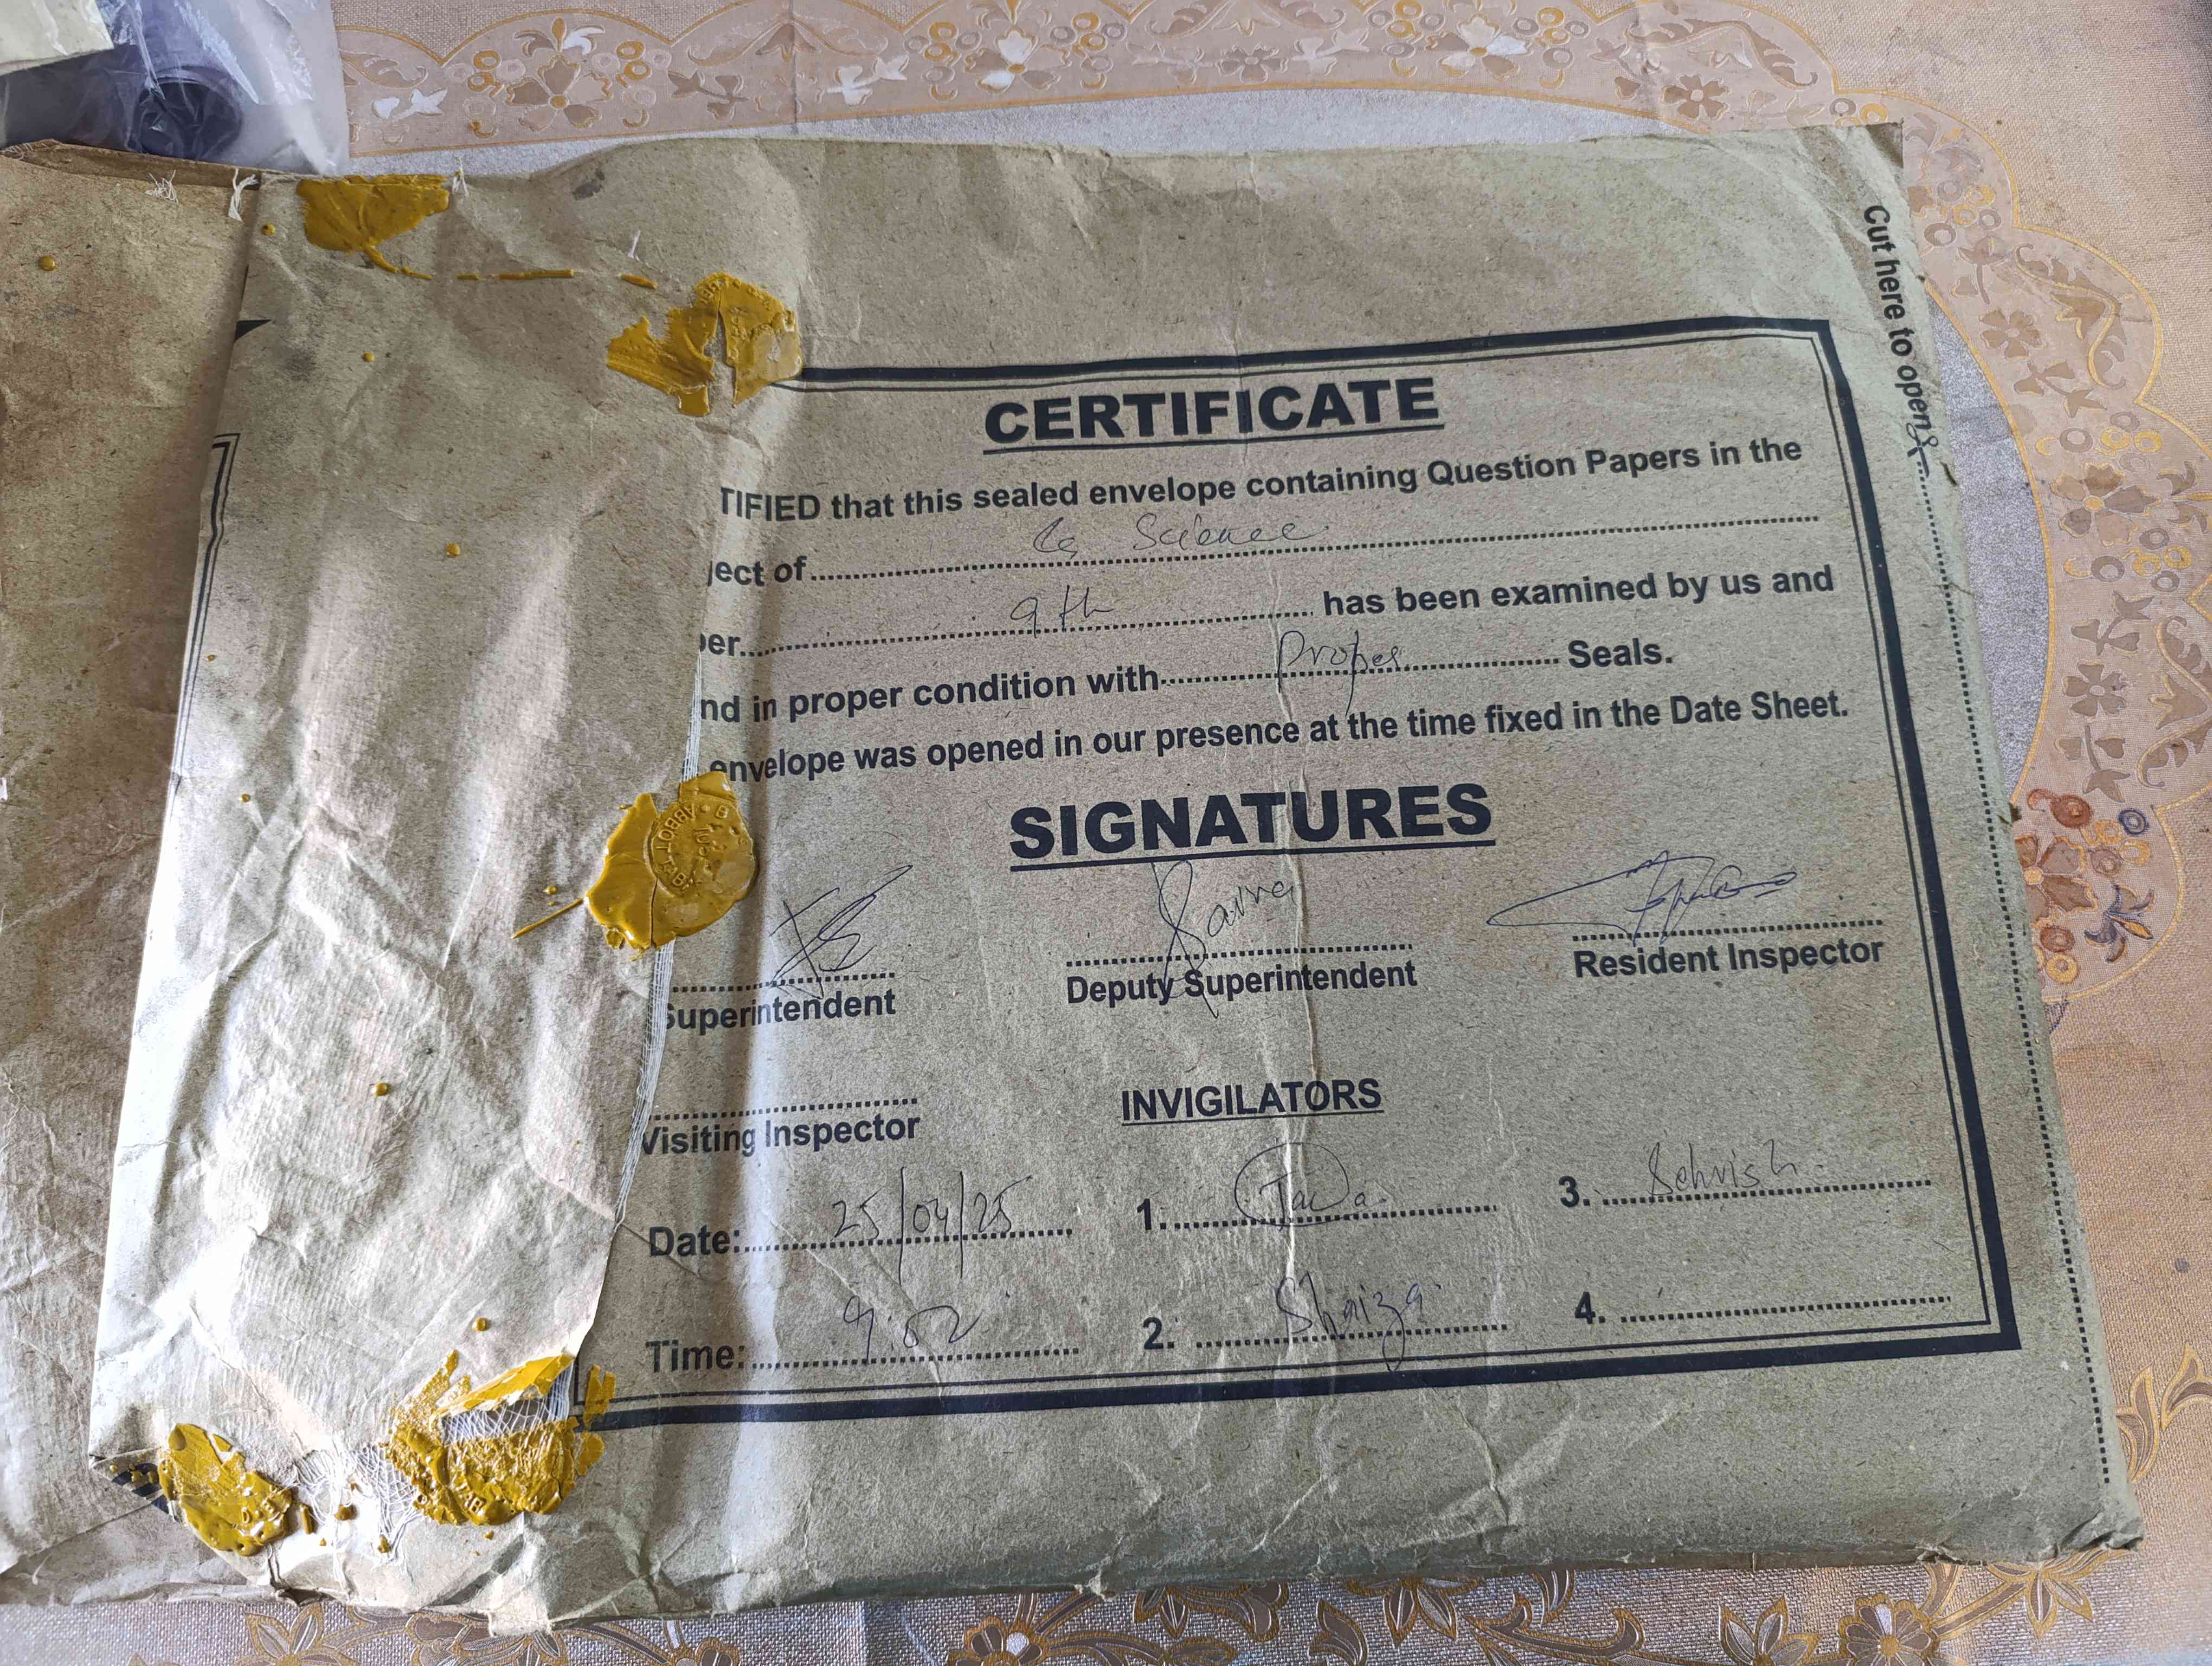 Cut here to open
CERTIFICATE
TIFIED that this sealed envelope containing Question Papers in the
ject of Science
er 9th has been examined by us and
nd in proper condition with Proper Seals.
envelope was opened in our presence at the time fixed in the Date Sheet.
SIGNATURES
Superintendent Deputy Superintendent Resident Inspector
Visiting Inspector INVIGILATORS
Date: 25/04/25 1. 3. Sehrish
Time: 9:02 2. Shaiza 4.